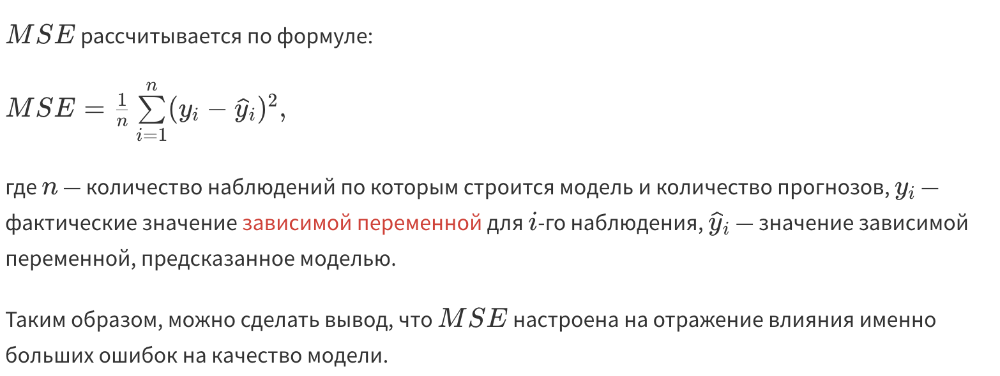 MSE рассчитывается по формуле:
MSE = \frac{1}{n} \sum_{i=1}^{n} (y_i - \widehat{y}_i)^2,
где n — количество наблюдений по которым строится модель и количество прогнозов, y_i —
фактические значение зависимой переменной для i-го наблюдения, \widehat{y}_i — значение зависимой
переменной, предсказанное моделью.
Таким образом, можно сделать вывод, что MSE настроена на отражение влияния именно
больших ошибок на качество модели.